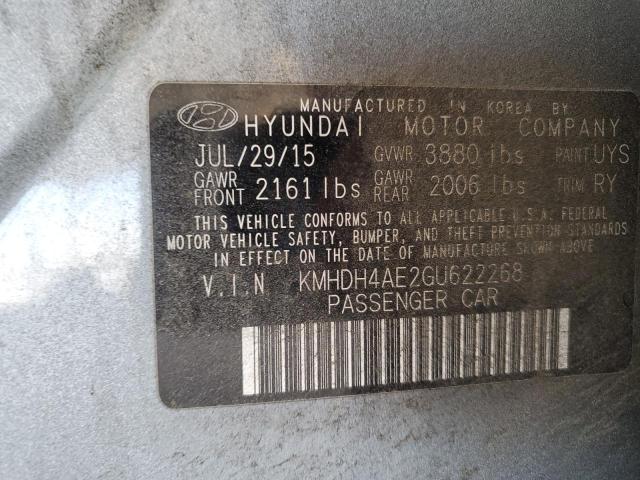 MANUFACTURED IN KOREA BY
HYUNDAI MOTOR COMPANY
JUL/29/15 GVWR 3880 lbs PAINT UYS
GAWR FRONT 2161 lbs GAWR REAR 2006 lbs TRIM RY
THIS VEHICLE CONFORMS TO ALL APPLICABLE U.S.A. FEDERAL
MOTOR VEHICLE SAFETY, BUMPER, AND THEFT PREVENTION STANDARDS
IN EFFECT ON THE DATE OF MANUFACTURE SHOWN ABOVE
V.I.N KMHDH4AE2GU622268
PASSENGER CAR